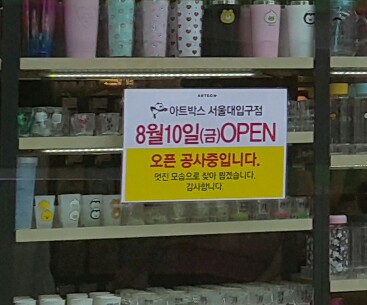 ARTBOX
아트박스 서울대입구점
8월10일(금)OPEN
오픈 공사중입니다.
멋진 모습으로 찾아 뵙겠습니다.
감사합니다.